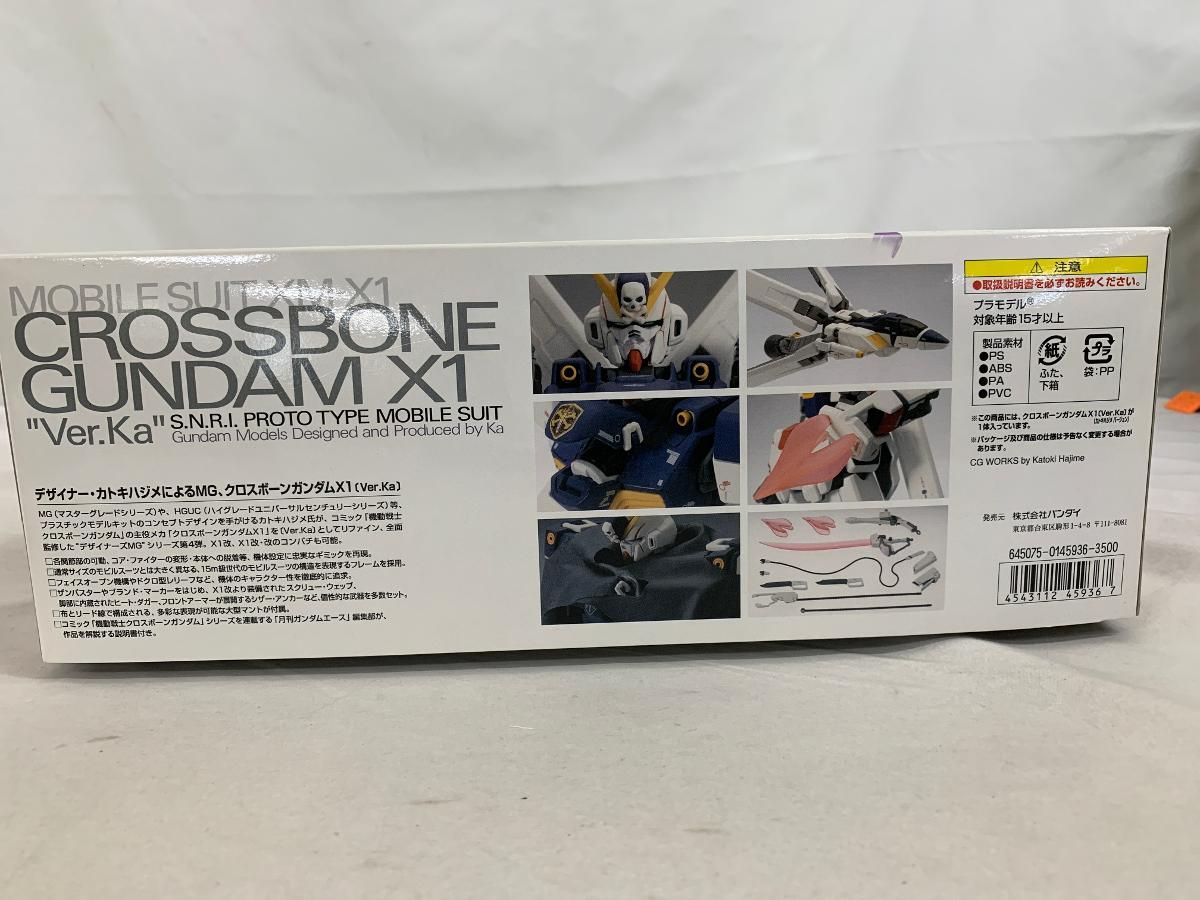 MOBILE SUIT XM X1
CROSSBONE
GUNDAM X1
"Ver.Ka" S.N.R.I. PROTO TYPE MOBILE SUIT
Gundam Models Designed and Produced by Ka
デザイナー・カトキハジメによるMG、クロスボーンガンダムX1〔Ver.Ka〕
MG（マスターグレードシリーズ）や、HGUC（ハイグレードユニバーサルセンチュリーシリーズ）等、
プラスチックモデルキットのコンセプトデザインを手がけるカトキハジメ氏が、コミック「機動戦士
クロスボーンガンダム」の主役メカ「クロスボーンガンダムX1」を〔Ver.Ka〕としてリファイン、全面
監修した"デザイナーズMG"シリーズ第4弾。X1改、X1改・改のコンパチも可能。
□各関節部の可動、コア・ファイターの変形・本体への脱着等、機体設定に忠実なギミックを再現。
□通常サイズのモビルスーツとは大きく異なる、15m級世代のモビルスーツの構造を表現するフレームを採用。
□フェイスオープン機構やドクロ型レリーフなど、機体のキャラクター性を徹底的に追求。
□ザンバスターやブランド・マーカーをはじめ、X1改より装備された スクリュー・ウェッブ、
脚部に内蔵されたヒート・ダガー、フロントアーマーが展開するシザー・アンカーなど、個性的な武器を多数セット。
□布とリード線で構成される、多彩な表現が可能な大型マントが付属。
□コミック「機動戦士クロスボーンガンダム」シリーズを連載する「月刊ガンダムエース」編集部が、
作品を解説する説明書付き。
⚠ 注意
●取扱説明書を必ずお読みください。
プラモデル®
対象年齢15才以上
製品素材
●PS
●ABS
●PA
●PVC
紙
ふた、
下箱
プラ
袋:PP
※この商品には、クロスボーンガンダムX1〔Ver.Ka〕が
1体入っています。
※パッケージ及び商品の仕様は予告なく変更する場合が
あります。
CG WORKS by Katoki Hajime
発売元 株式会社バンダイ
東京都台東区駒形1-4-8 〒111-8081
645075-0145936-3500
4543112 459367